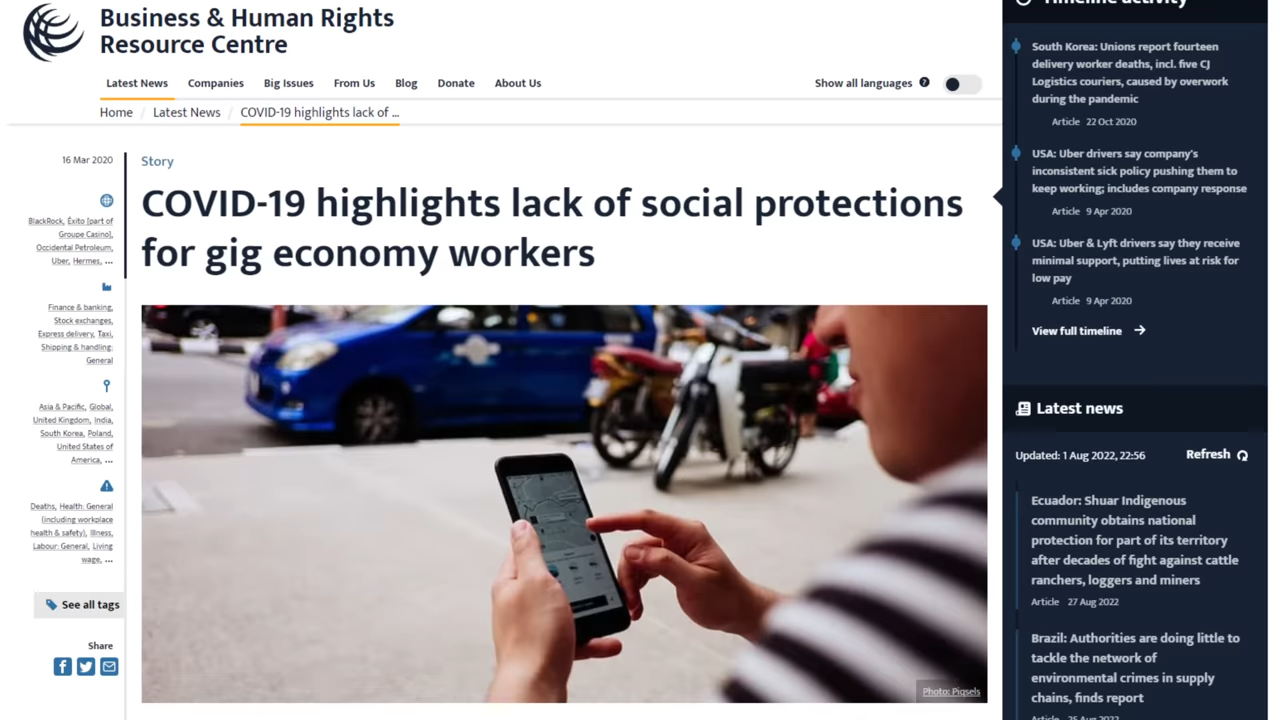 Business & Human Rights
Resource Centre
Latest News
Companies
Big Issues
From Us
Blog
Donate
About Us
Show all languages ?
Home / Latest News / COVID-19 highlights lack of ...
16 Mar 2020
BlackRock, Éxito [part of
Groupe Casino],
Occidental Petroleum,
Uber, Hermes, ...
Finance & banking,
Stock exchanges,
Express delivery, Taxi,
Shipping & handling:
General
Asia & Pacific, Global,
United Kingdom, India,
South Korea, Poland,
United States of
America, ...
Deaths, Health: General
(including workplace
health & safety), Illness,
Labour: General, Living
wage, ...
See all tags
Share
Story
COVID-19 highlights lack of social protections
for gig economy workers
Photo: Piqsels
Timeline activity
South Korea: Unions report fourteen
delivery worker deaths, incl. five CJ
Logistics couriers, caused by overwork
during the pandemic
Article 22 Oct 2020
USA: Uber drivers say company's
inconsistent sick policy pushing them to
keep working; includes company response
Article 9 Apr 2020
USA: Uber & Lyft drivers say they receive
minimal support, putting lives at risk for
low pay
Article 9 Apr 2020
View full timeline
Latest news
Updated: 1 Aug 2022, 22:56
Refresh
Ecuador: Shuar Indigenous
community obtains national
protection for part of its territory
after decades of fight against cattle
ranchers, loggers and miners
Article 27 Aug 2022
Brazil: Authorities are doing little to
tackle the network of
environmental crimes in supply
chains, finds report
Article 26 Aug 2022